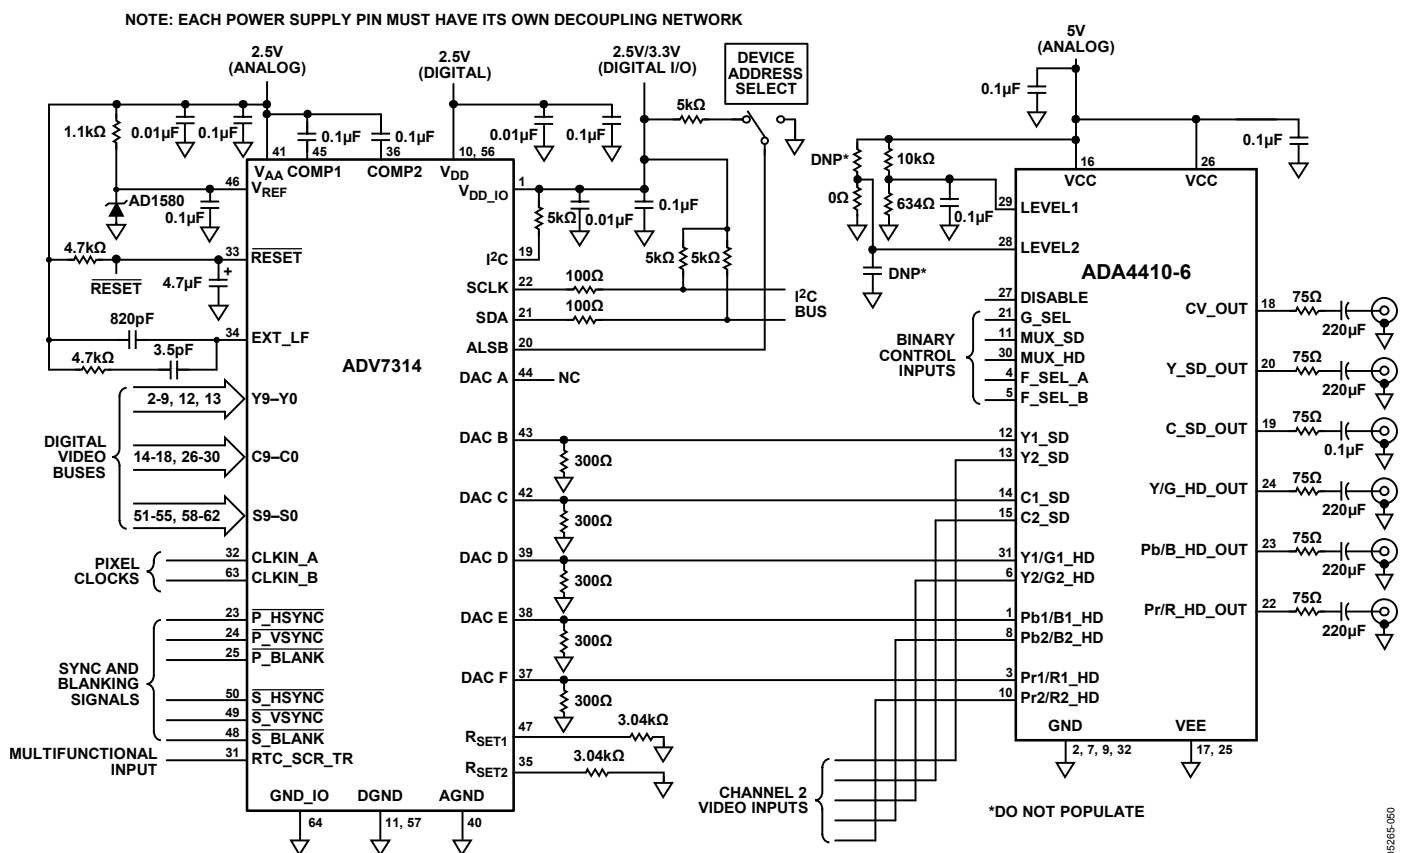 NOTE: EACH POWER SUPPLY PIN MUST HAVE ITS OWN DECOUPLING NETWORK
2.5V
(ANALOG)
2.5V
(DIGITAL)
2.5V/3.3V
(DIGITAL I/O)
DEVICE
ADDRESS
SELECT
5V
(ANALOG)
1.1kΩ
0.01µF
0.1µF
0.1µF
0.1µF
0.01µF
0.1µF
5kΩ
0.1µF
0.1µF
41
45
36
10, 56
VAA
COMP1
COMP2
VDD
46
VREF
VDD_IO
1
AD1580
0.1µF
5kΩ
0.01µF
0.1µF
DNP*
10kΩ
0Ω
634Ω
0.1µF
16
26
VCC
VCC
29
LEVEL1
28
LEVEL2
DNP*
4.7kΩ
33
RESET
RESET
4.7µF
+
I2C
19
5kΩ
5kΩ
SCLK
22
100Ω
SDA
21
100Ω
I2C
BUS
ALSB
20
820pF
34
EXT_LF
3.5pF
4.7kΩ
ADV7314
DAC A
44
NC
ADA4410-6
27
DISABLE
21
G_SEL
11
MUX_SD
30
MUX_HD
4
F_SEL_A
5
F_SEL_B
BINARY
CONTROL
INPUTS
CV_OUT
18
75Ω
220µF
Y_SD_OUT
20
75Ω
220µF
C_SD_OUT
19
75Ω
0.1µF
Y/G_HD_OUT
24
75Ω
220µF
Pb/B_HD_OUT
23
75Ω
220µF
Pr/R_HD_OUT
22
75Ω
220µF
DIGITAL
VIDEO
BUSES
2-9, 12, 13
Y9–Y0
14-18, 26-30
C9–C0
51-55, 58-62
S9–S0
DAC B
43
300Ω
12
Y1_SD
13
Y2_SD
DAC C
42
300Ω
14
C1_SD
15
C2_SD
DAC D
39
300Ω
31
Y1/G1_HD
6
Y2/G2_HD
DAC E
38
300Ω
1
Pb1/B1_HD
8
Pb2/B2_HD
DAC F
37
300Ω
3
Pr1/R1_HD
10
Pr2/R2_HD
PIXEL
CLOCKS
32
CLKIN_A
63
CLKIN_B
SYNC AND
BLANKING
SIGNALS
23
P_HSYNC
24
P_VSYNC
25
P_BLANK
50
S_HSYNC
49
S_VSYNC
48
S_BLANK
MULTIFUNCTIONAL
INPUT
31
RTC_SCR_TR
RSET1
47
3.04kΩ
RSET2
35
3.04kΩ
GND_IO
DGND
AGND
64
11, 57
40
GND
VEE
2, 7, 9, 32
17, 25
CHANNEL 2
VIDEO INPUTS
*DO NOT POPULATE
05265-050